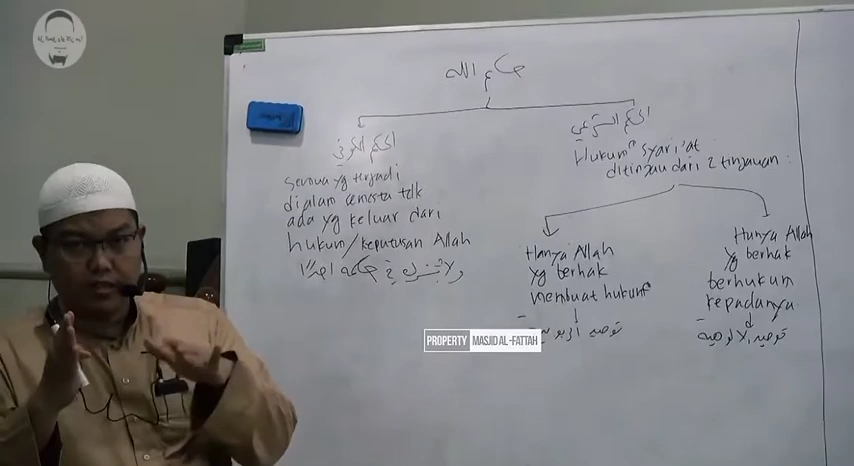 حكم الله
الحكم الكوني
semua yg terjadi
dialam semesta tdk
ada yg keluar dari
hukum/keputusan Allah
ولا يشرك في حكمه احدًا
الحكم الشرعي
Hukum² syari'at
ditinjau dari 2 tinjauan :
Hanya Allah
yg berhak
membuat hukum²
توحيد الربوبية
Hanya Allah
yg berhak
berhukum
kepadanya
توحيد الالوهية
PROPERTY MASJID AL-FATTAH